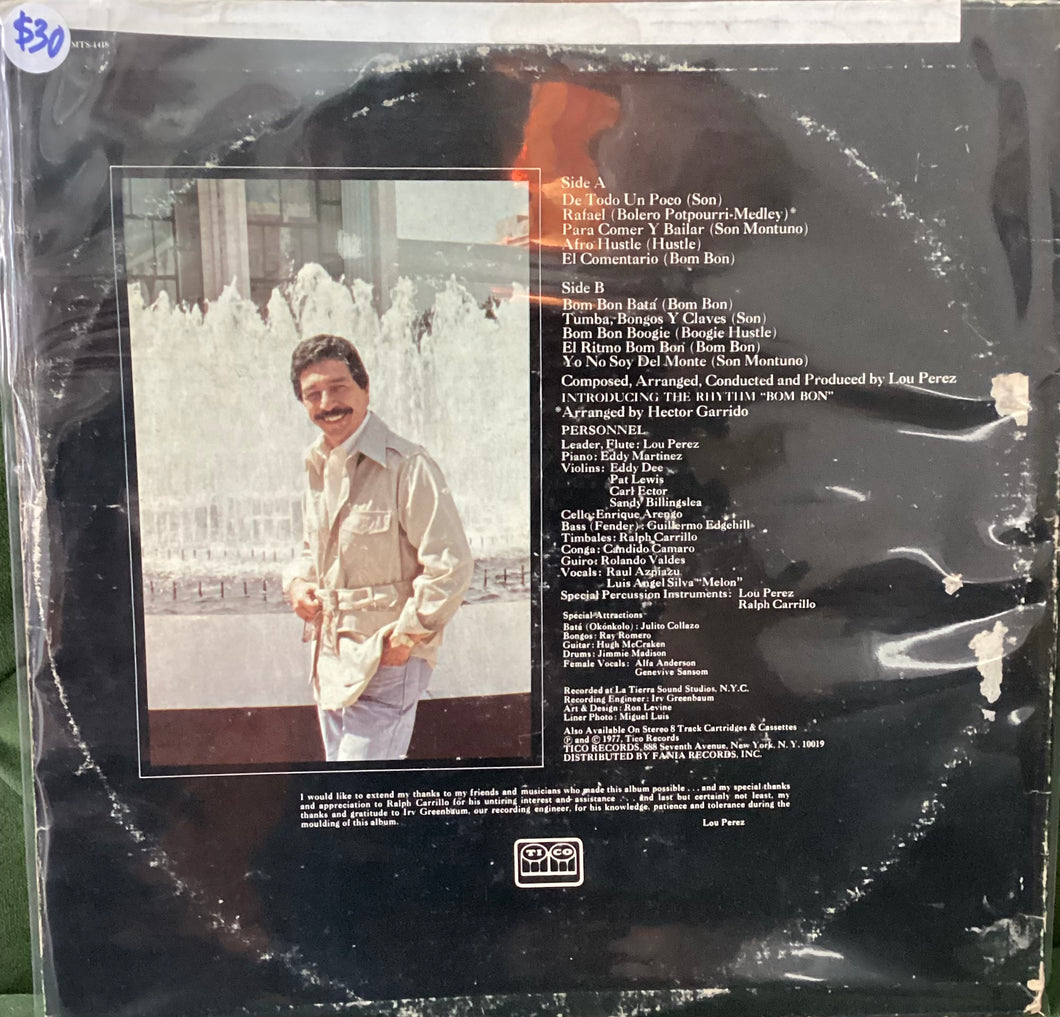 $30
MTS-1418
Side A
De Todo Un Poco (Son)
Rafael (Bolero Potpourri-Medley)*
Para Comer Y Bailar (Son Montuno)
Afro Hustle (Hustle)
El Comentario (Bom Bon)
Side B
Bom Bon Batá (Bom Bon)
Tumba, Bongos Y Claves (Son)
Bom Bon Boogie (Boogie Hustle)
El Ritmo Bom Bon (Bom Bon)
Yo No Soy Del Monte (Son Montuno)
Composed, Arranged, Conducted and Produced by Lou Perez
INTRODUCING THE RHYTHM "BOM BON"
*Arranged by Hector Garrido
PERSONNEL
Leader, Flute: Lou Perez
Piano: Eddy Martinez
Violins: Eddy Dee
Pat Lewis
Carl Ector
Sandy Billingslea
Cello: Enrique Arengo
Bass (Fender): Guillermo Edgehill
Timbales: Ralph Carrillo
Conga: Candido Camaro
Guiro: Rolando Valdes
Vocals: Raul Azpiazu
Luis Angel Silva "Melon"
Special Percussion Instruments: Lou Perez
Ralph Carrillo
Special Attractions
Batá (Okónkolo): Julito Collazo
Bongos: Ray Romero
Guitar: Hugh McCraken
Drums: Jimmie Madison
Female Vocals: Alfa Anderson
Genevive Sansom
Recorded at La Tierra Sound Studios, N.Y.C.
Recording Engineer: Irv Greenbaum
Art & Design: Ron Levine
Liner Photo: Miguel Luis
Also Available On Stereo 8 Track Cartridges & Cassettes
Ⓟ and © 1977, Tico Records
TICO RECORDS, 888 Seventh Avenue, New York, N.Y. 10019
DISTRIBUTED BY FANIA RECORDS, INC.
I would like to extend my thanks to my friends and musicians who made this album possible . . . and my special thanks
and appreciation to Ralph Carrillo for his untiring interest and assistance . . . and last but certainly not least, my
thanks and gratitude to Irv Greenbaum, our recording engineer, for his knowledge, patience and tolerance during the
moulding of this album.
Lou Perez
TICO